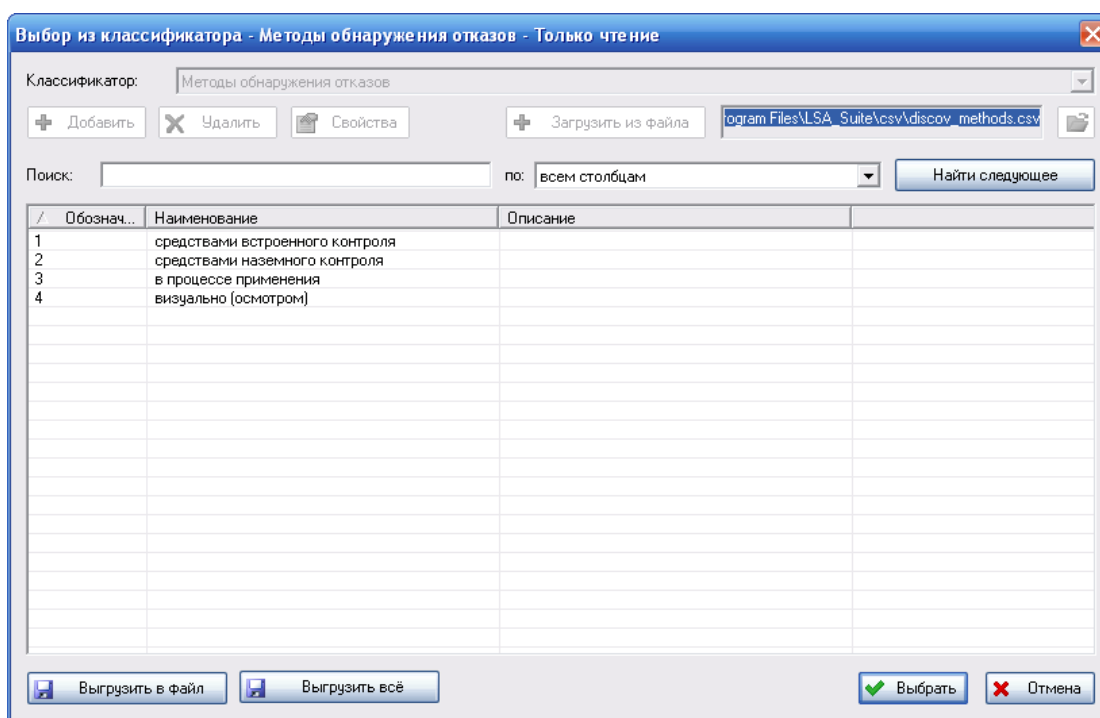 Выбор из классификатора - Методы обнаружения отказов - Только чтение
Классификатор: Методы обнаружения отказов
Добавить Удалить Свойства Загрузить из файла rogram Files\LSA_Suite\csv\discov_methods.csv
Поиск: по: всем столбцам Найти следующее
Обознач... Наименование Описание
1 средствами встроенного контроля
2 средствами наземного контроля
3 в процессе применения
4 визуально (осмотром)
Выгрузить в файл Выгрузить всё Выбрать Отмена